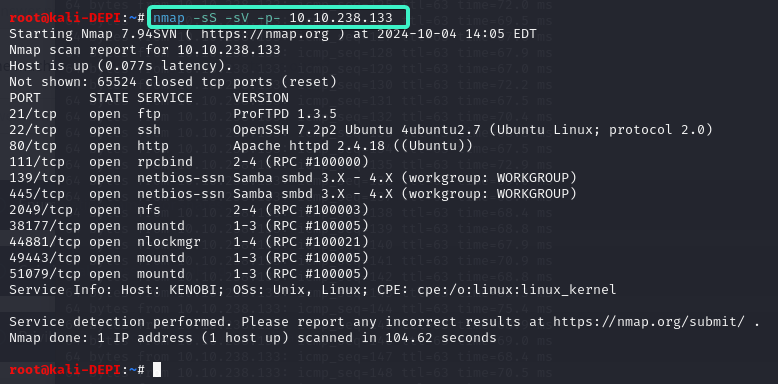 root@kali-DEPI:~# nmap -sS -sV -p- 10.10.238.133
Starting Nmap 7.94SVN ( https://nmap.org ) at 2024-10-04 14:05 EDT
Nmap scan report for 10.10.238.133
Host is up (0.077s latency).
Not shown: 65524 closed tcp ports (reset)
PORT      STATE SERVICE     VERSION
21/tcp    open  ftp         ProFTPD 1.3.5
22/tcp    open  ssh         OpenSSH 7.2p2 Ubuntu 4ubuntu2.7 (Ubuntu Linux; protocol 2.0)
80/tcp    open  http        Apache httpd 2.4.18 ((Ubuntu))
111/tcp   open  rpcbind     2-4 (RPC #100000)
139/tcp   open  netbios-ssn Samba smbd 3.X - 4.X (workgroup: WORKGROUP)
445/tcp   open  netbios-ssn Samba smbd 3.X - 4.X (workgroup: WORKGROUP)
2049/tcp  open  nfs         2-4 (RPC #100003)
38177/tcp open  mountd      1-3 (RPC #100005)
44881/tcp open  nlockmgr    1-4 (RPC #100021)
49443/tcp open  mountd      1-3 (RPC #100005)
51079/tcp open  mountd      1-3 (RPC #100005)
Service Info: Host: KENOBI; OSs: Unix, Linux; CPE: cpe:/o:linux:linux_kernel

Service detection performed. Please report any incorrect results at https://nmap.org/submit/ .
Nmap done: 1 IP address (1 host up) scanned in 104.62 seconds

root@kali-DEPI:~#